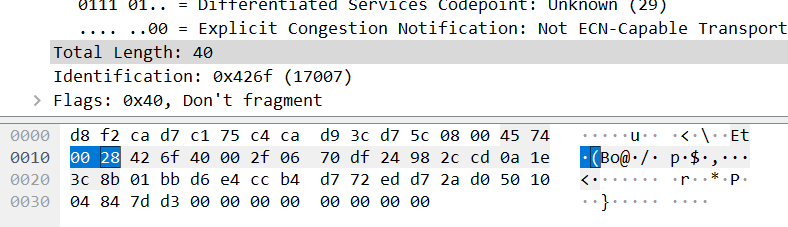 0111 01.. = Differentiated Services Codepoint: Unknown (29)
.... ..00 = Explicit Congestion Notification: Not ECN-Capable Transport
Total Length: 40
Identification: 0x426f (17007)
> Flags: 0x40, Don't fragment
0000 d8 f2 ca d7 c1 75 c4 ca d9 3c d7 5c 08 00 45 74 ·····u·· ·<·\··Et
0010 00 28 42 6f 40 00 2f 06 70 df 24 98 2c cd 0a 1e ·(Bo@·/· p·$·,···
0020 3c 8b 01 bb d6 e4 cc b4 d7 72 ed d7 2a d0 50 10 <······· ·r··*·P·
0030 04 84 7d d3 00 00 00 00 00 00 00 00 ··}····· ····